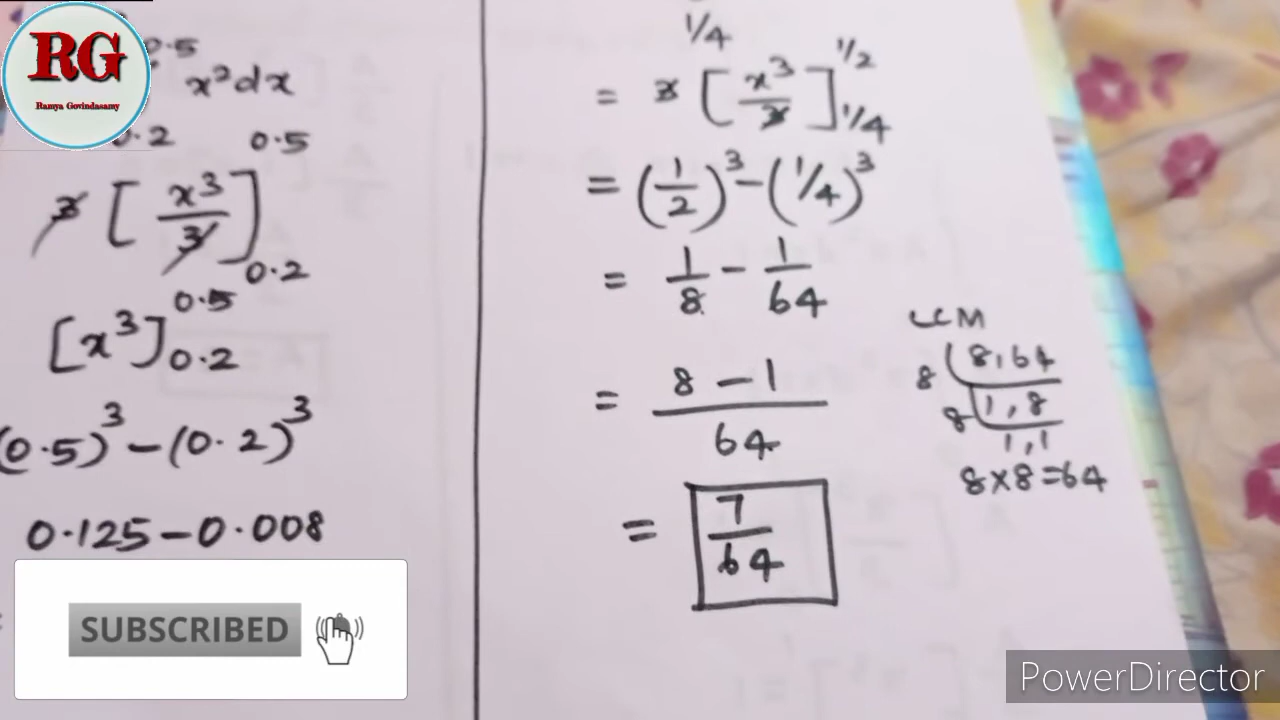 RG
Ramya Govindasamy
0.5
x² dx
0.2
3 [x³/3] 0.5 0.2
[x³] 0.5 0.2
(0.5)³ - (0.2)³
0.125 - 0.008
SUBSCRIBED
1/4
= 3 [x³/3] 1/2 1/4
= (1/2)³ - (1/4)³
= 1/8 - 1/64
= 8 - 1 / 64
= 7/64
LCM
8 | 8, 64
8 | 1, 8
1, 1
8 × 8 = 64
PowerDirector